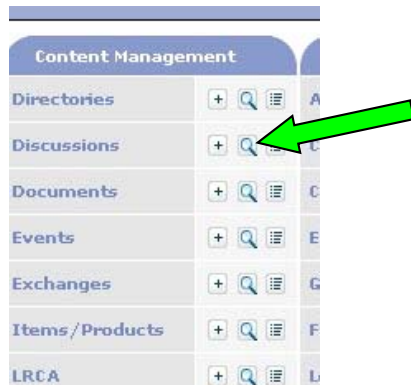 Content Management
Directories + A
Discussions + C
Documents + C
Events + E
Exchanges + G
Items/Products + F
LRCA + L